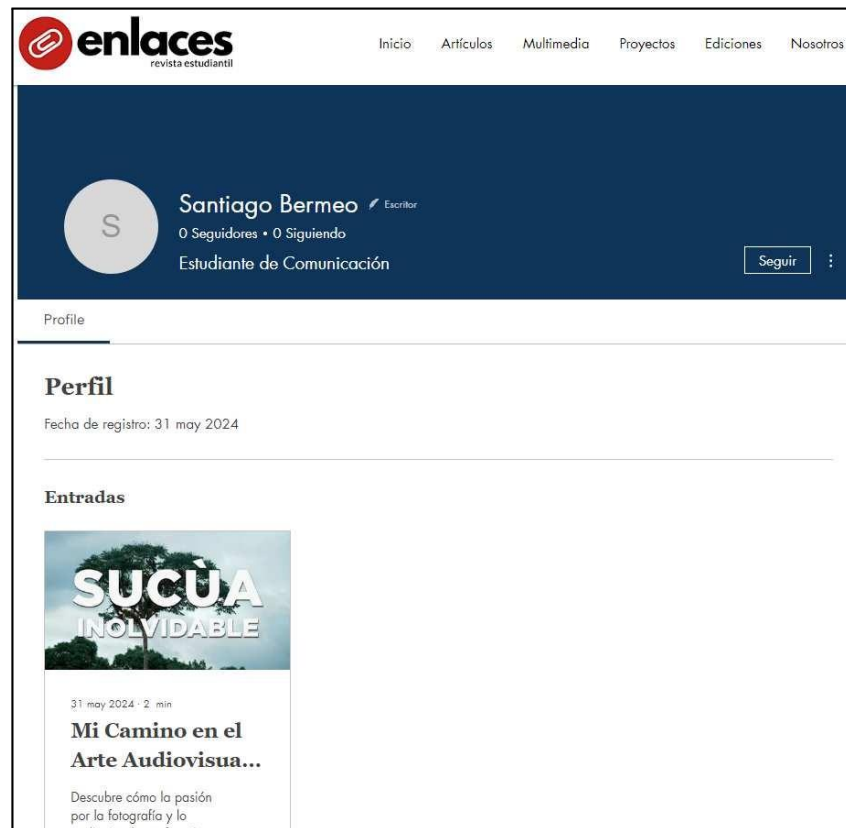 enlaces
revista estudiantil
Inicio Artículos Multimedia Proyectos Ediciones Nosotros
S
Santiago Bermeo Escritor
0 Seguidores • 0 Siguiendo
Estudiante de Comunicación
Seguir
Profile
Perfil
Fecha de registro: 31 may 2024
Entradas
SUCÙA
INOLVIDABLE
31 may 2024 · 2 min
Mi Camino en el
Arte Audiovisua...
Descubre cómo la pasión
por la fotografía y lo